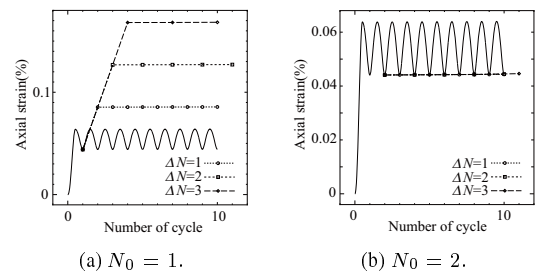 Axial strain(%)
0.1
0
ΔN=1
ΔN=2
ΔN=3
0
10
Number of cycle
(a) N₀ = 1.
Axial strain(%)
0.06
0.04
0.02
0
ΔN=1
ΔN=2
ΔN=3
0
10
Number of cycle
(b) N₀ = 2.